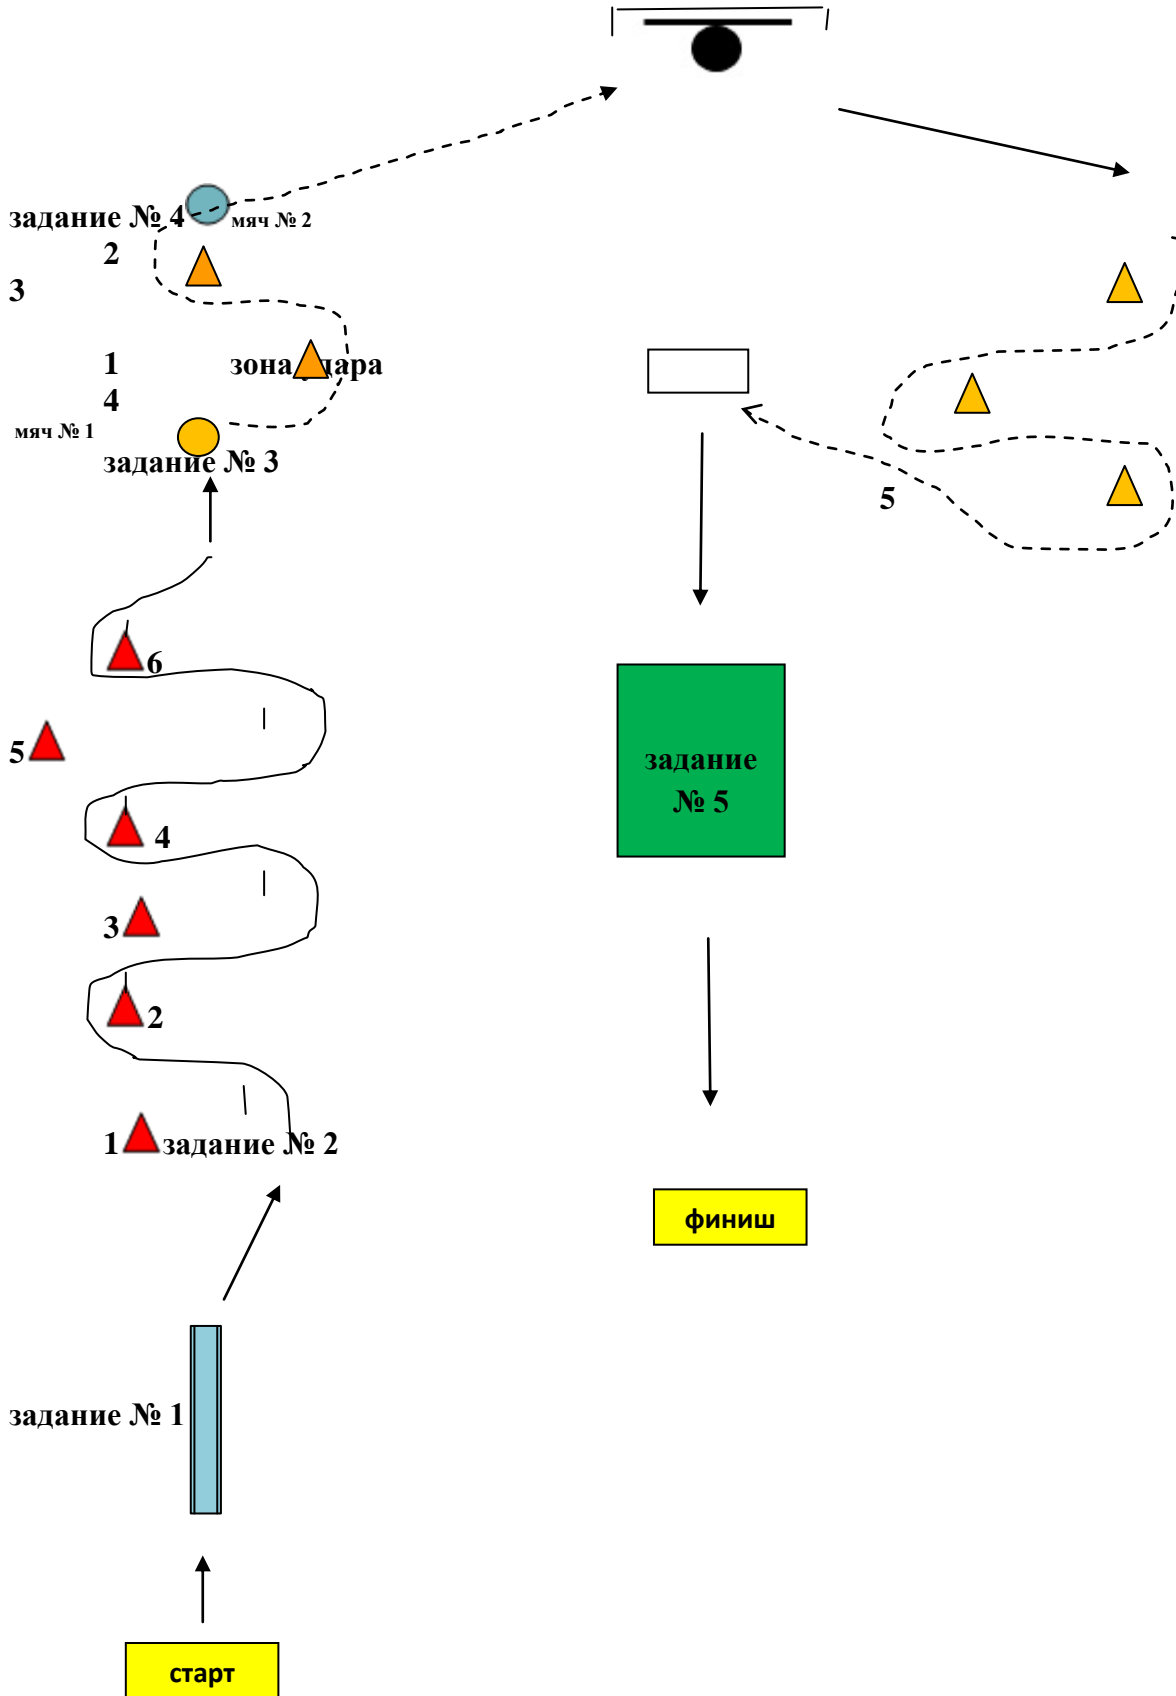 задание № 4
мяч № 2
2
3
1
зона удара
4
мяч № 1
задание № 3
5
6
5
4
3
2
1
задание № 2
задание
№ 5
финиш
задание № 1
старт